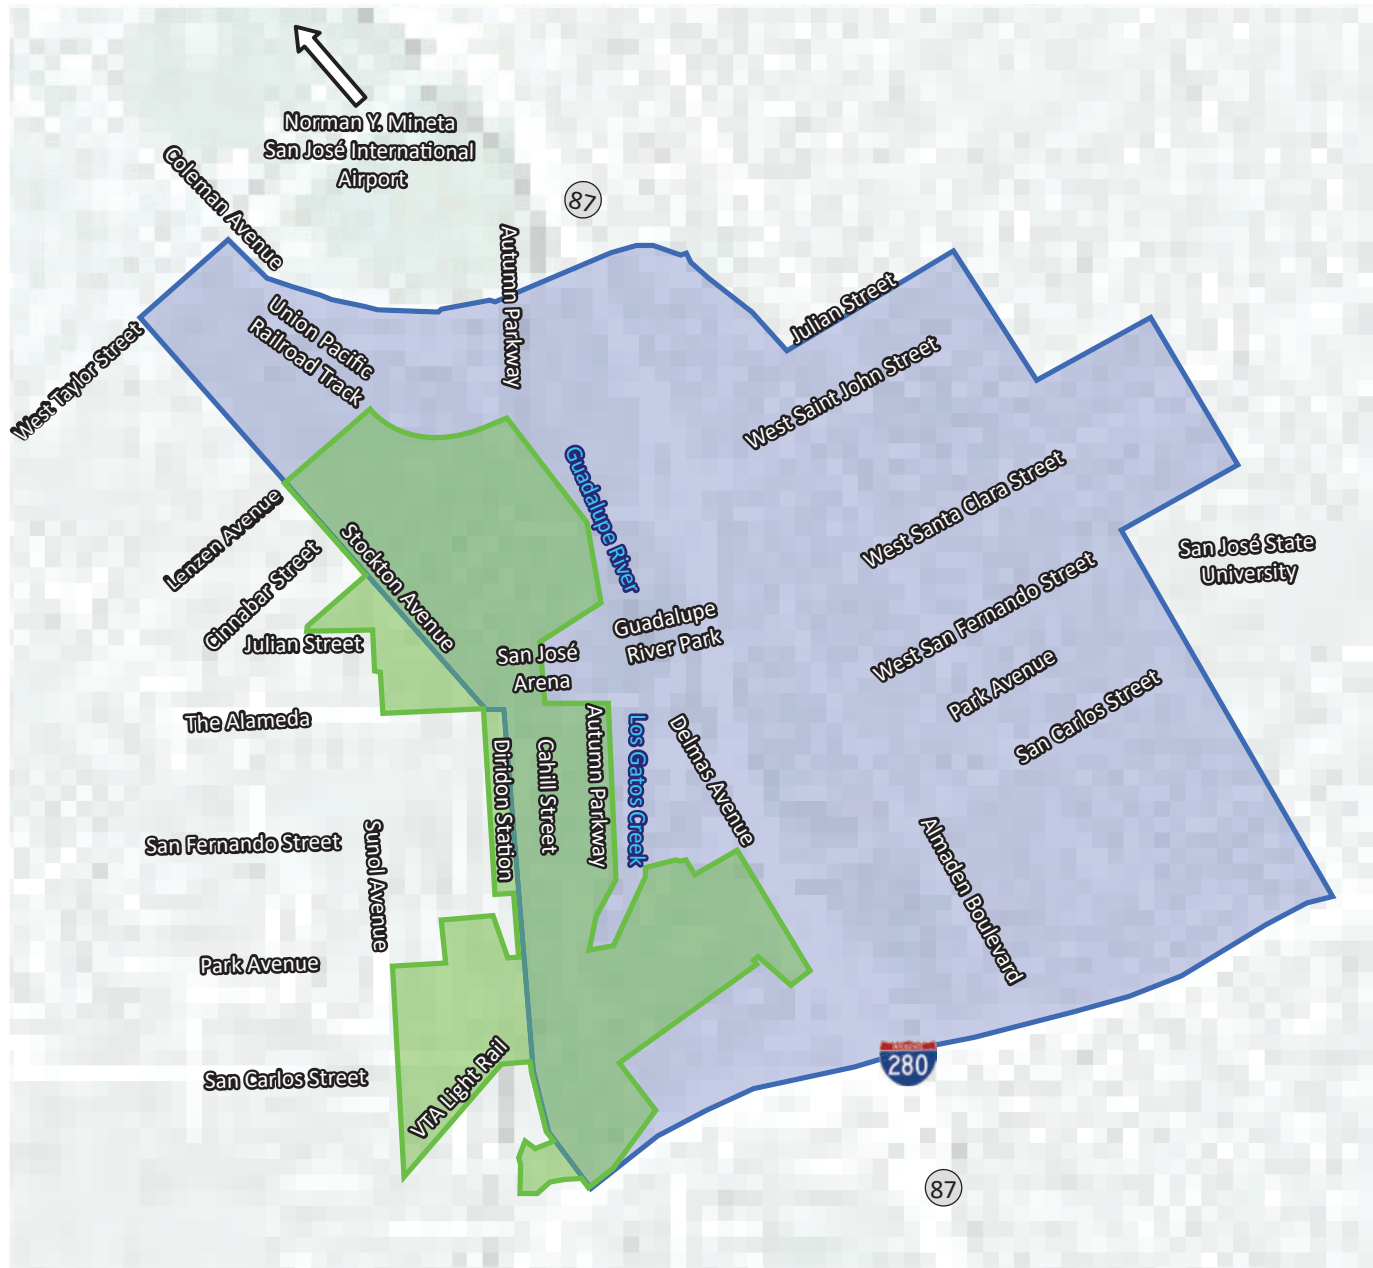 Norman Y. Mineta
San José International
Airport
Coleman Avenue
87
Autumn Parkway
Union Pacific
Railroad Track
West Taylor Street
Julian Street
West Saint John Street
Guadalupe River
West Santa Clara Street
Lenzen Avenue
Stockton Avenue
Cinnabar Street
San José State
University
Julian Street
San José
Arena
Guadalupe
River Park
West San Fernando Street
Park Avenue
San Carlos Street
The Alameda
Diridon Station
Cahill Street
Autumn Parkway
Los Gatos Creek
Delmas Avenue
San Fernando Street
Sunol Avenue
Almaden Boulevard
Park Avenue
280
San Carlos Street
VTA Light Rail
87